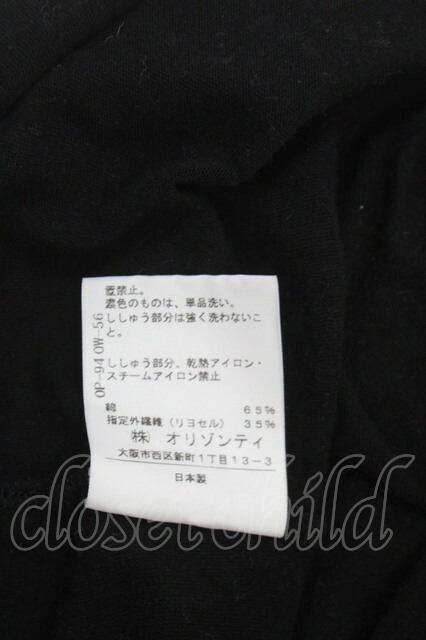 爱禁止。
濃色のものは、単品洗い。
ししゅう部分は強く洗わないこ
と。
ししゅう部分、乾熱アイロン・
スチームアイロン禁止
綿 65%
指定外繊維（リヨセル） 35%
㈱ オリゾンティ
大阪市西区新町1丁目13-3
日本製
OP-94OW-56
closet child